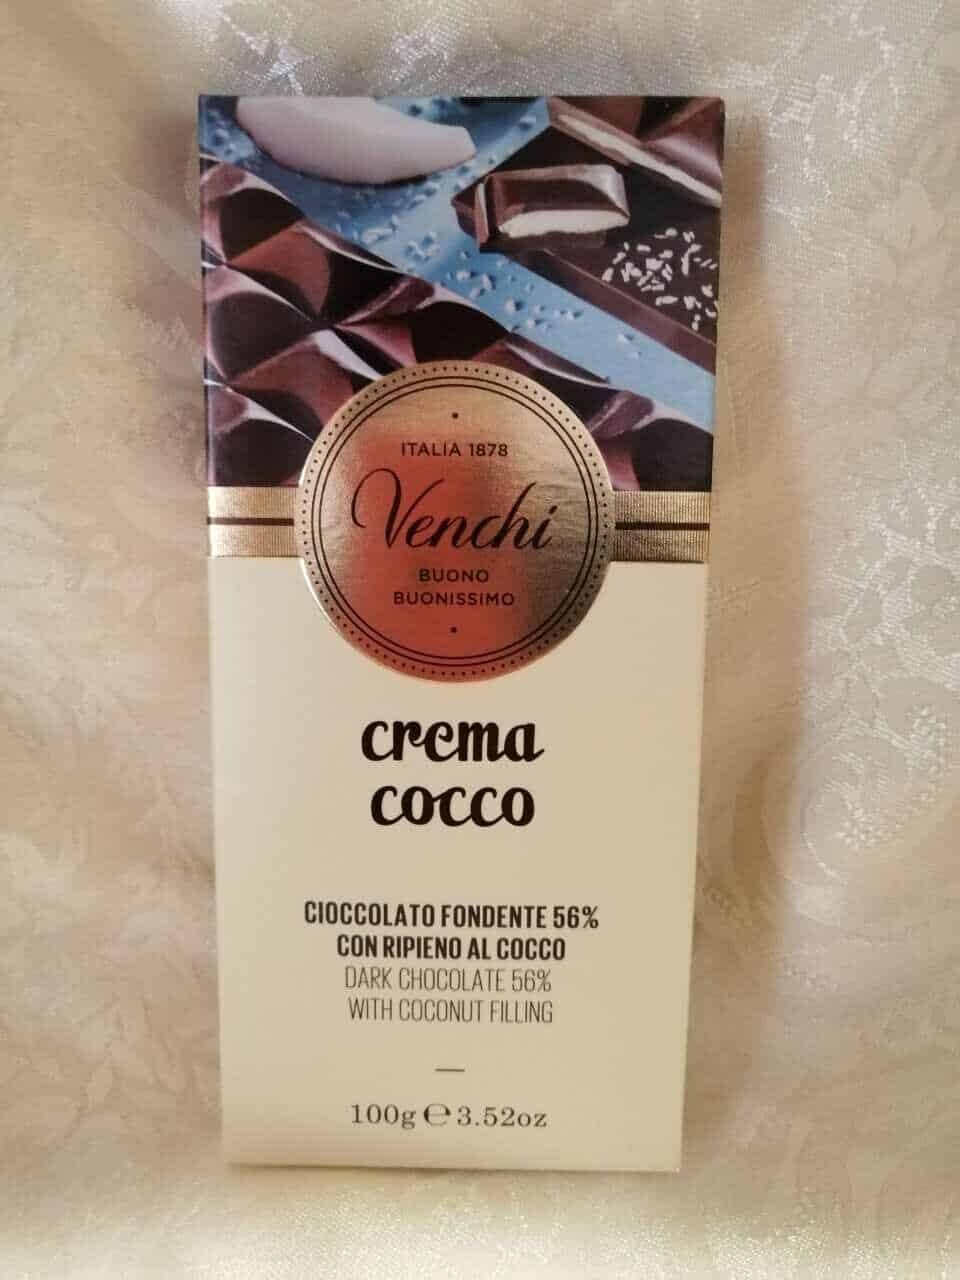 ITALIA 1878
Venchi
BUONO
BUONISSIMO
crema
cocco
CIOCCOLATO FONDENTE 56%
CON RIPIENO AL COCCO
DARK CHOCOLATE 56%
WITH COCONUT FILLING
100g ℮ 3.52oz